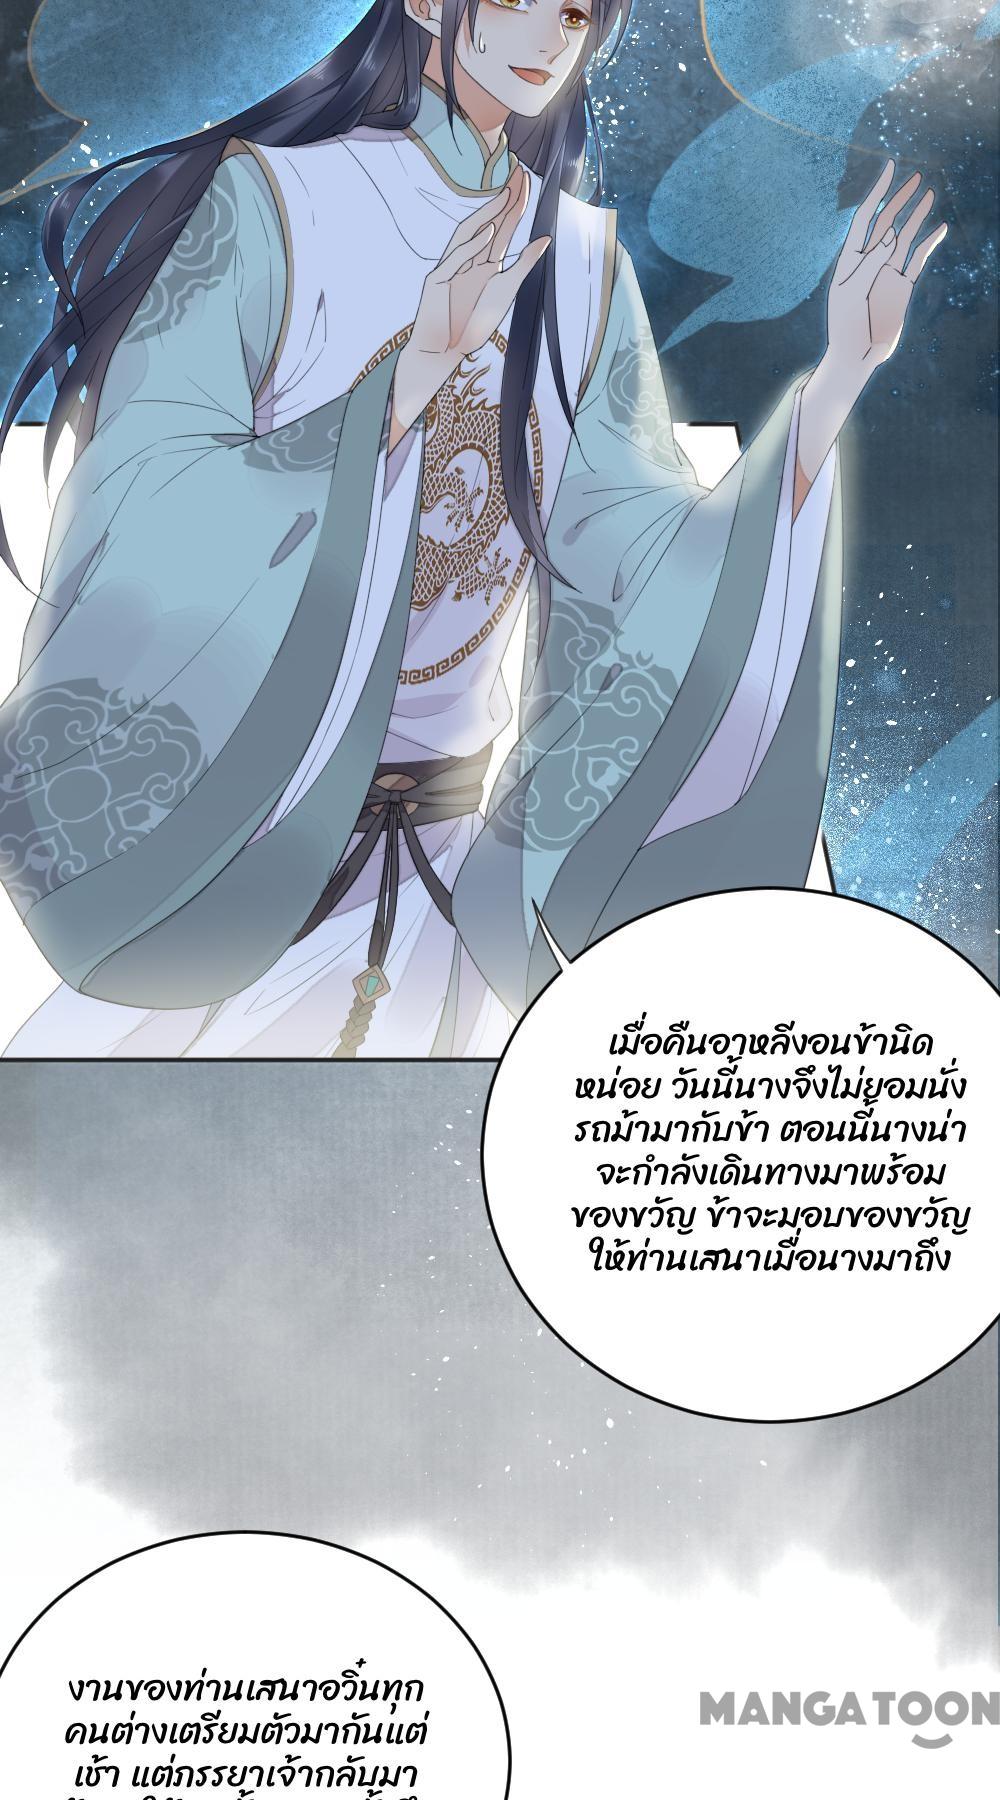 เมื่อคืนอาหลีงอนข้านิด
หน่อย วันนี้นางจึงไม่ยอมนั่ง
รถม้ามากับข้า ตอนนี้นางน่า
จะกำลังเดินทางมาพร้อม
ของขวัญ ข้าจะมอบของขวัญ
ให้ท่านเสนาเมื่อนางมาถึง
งานของท่านเสนาอวิ๋นทุก
คนต่างเตรียมตัวมากันแต่
เช้า แต่ภรรยาเจ้ากลับมา
MANGATOON